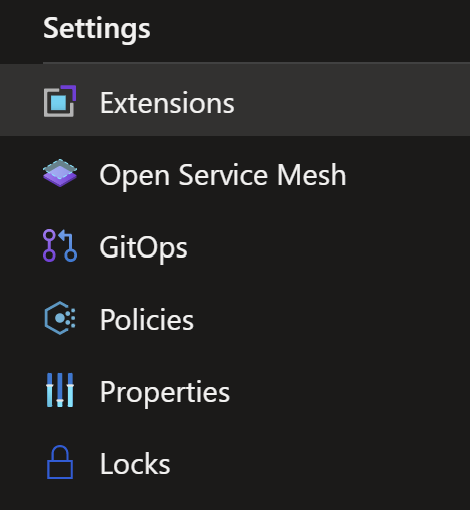 Settings
Extensions
Open Service Mesh
GitOps
Policies
Properties
Locks